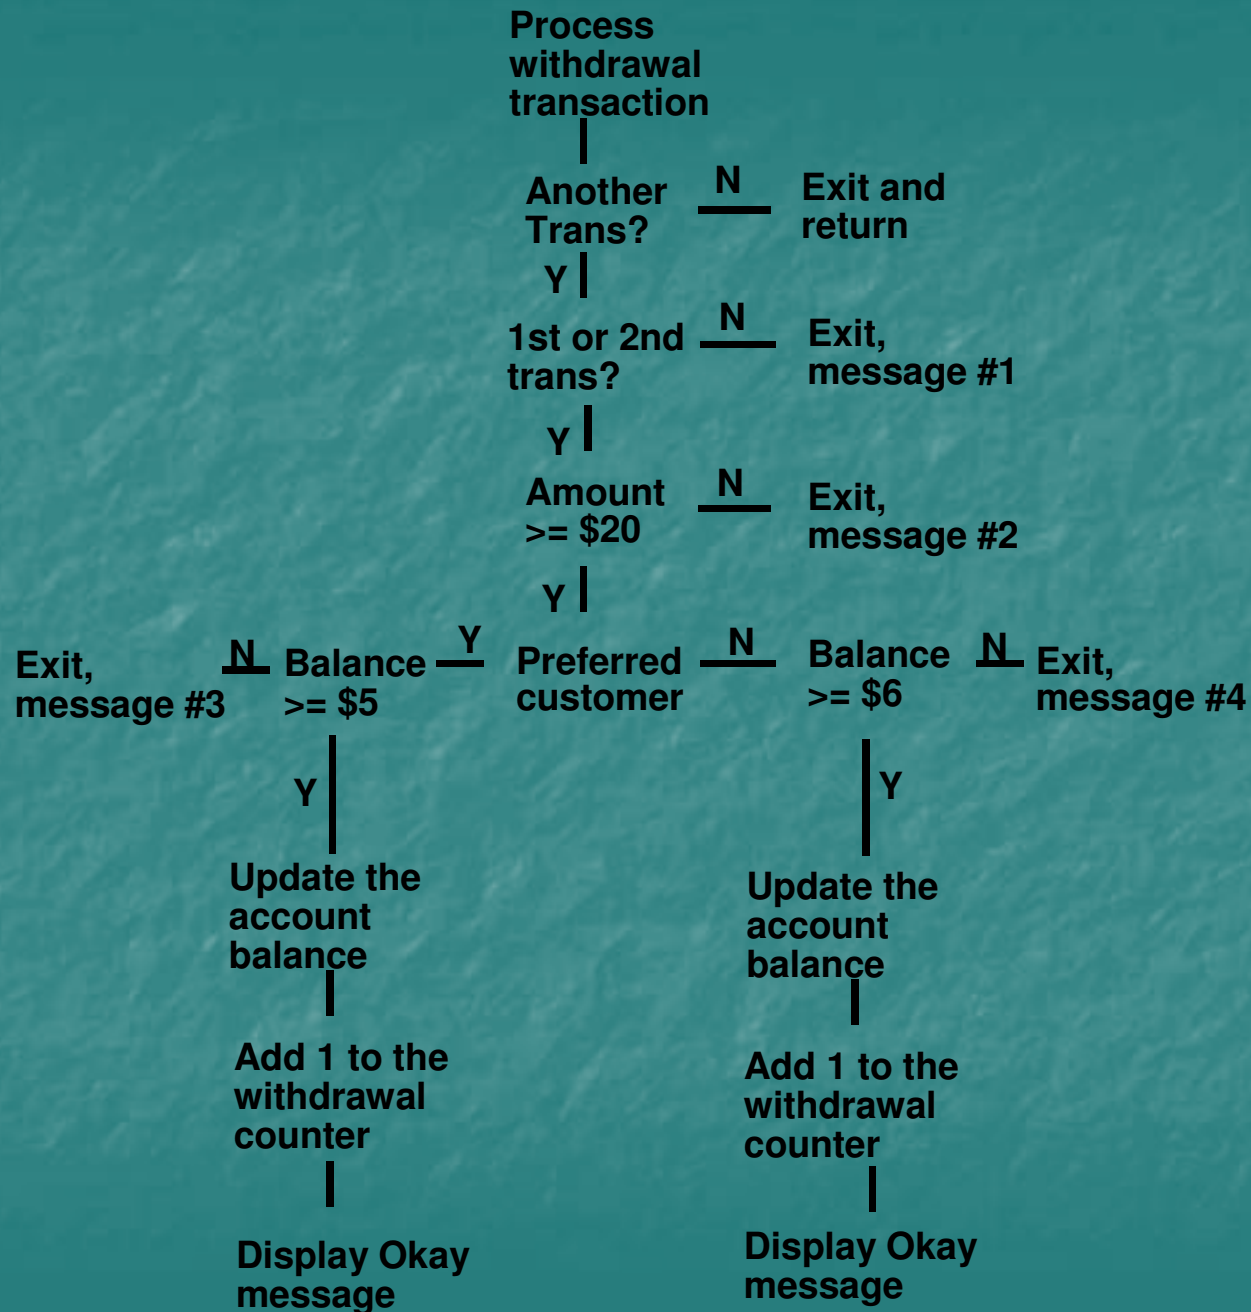 Process
withdrawal
transaction
Another
Trans?
N
Exit and
return
Y
1st or 2nd
trans?
N
Exit,
message #1
Y
Amount
>= $20
N
Exit,
message #2
Y
Exit,
message #3
N
Balance
>= $5
Y
Preferred
customer
N
Balance
>= $6
N
Exit,
message #4
Y
Y
Update the
account
balance
Update the
account
balance
Add 1 to the
withdrawal
counter
Add 1 to the
withdrawal
counter
Display Okay
message
Display Okay
message